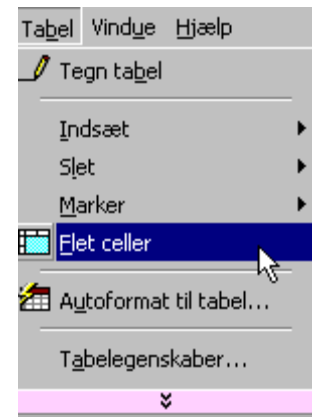 Tabel Vindue Hjælp
Tegn tabel
Indsæt
Slet
Marker
Flet celler
Autoformat til tabel...
Tabelegenskaber...